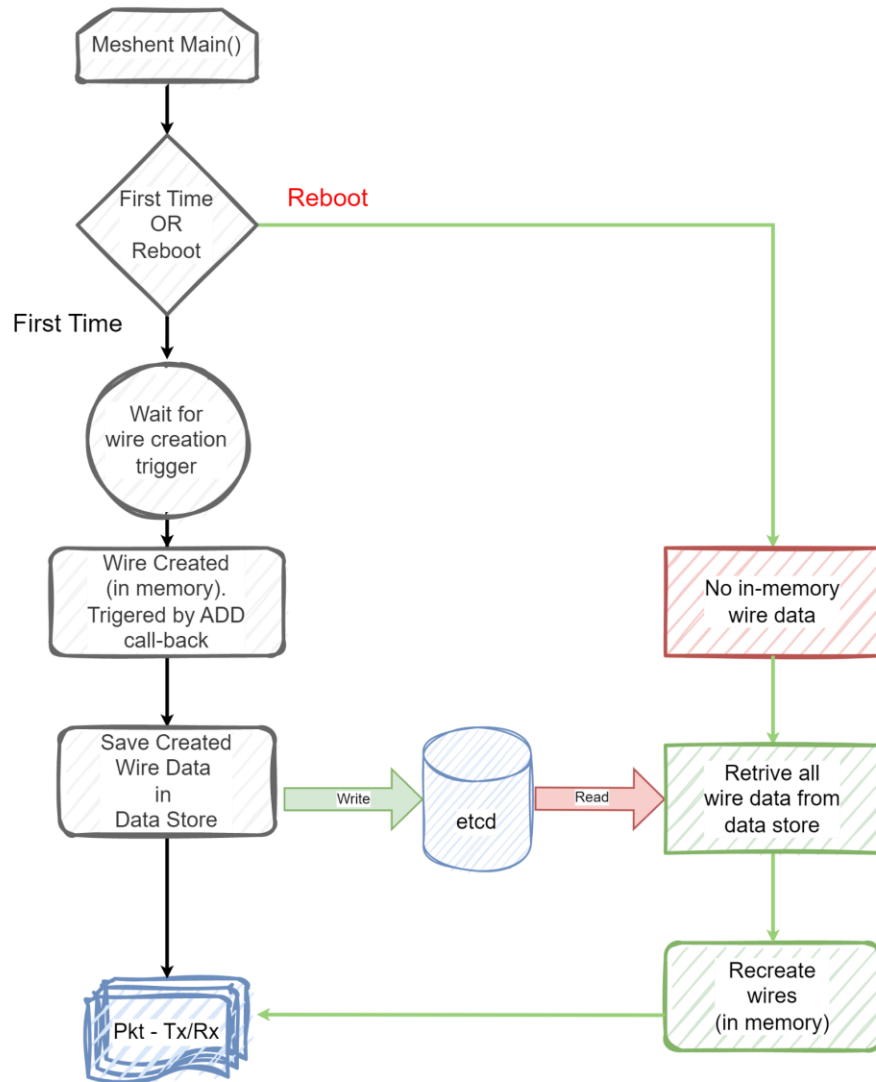 Meshent Main()
First Time
OR
Reboot
Reboot
First Time
Wait for
wire creation
trigger
Wire Created
(in memory).
Trigered by ADD
call-back
No in-memory
wire data
Save Created
Wire Data
in
Data Store
Write
etcd
Read
Retrive all
wire data from
data store
Recreate
wires
(in memory)
Pkt - Tx/Rx